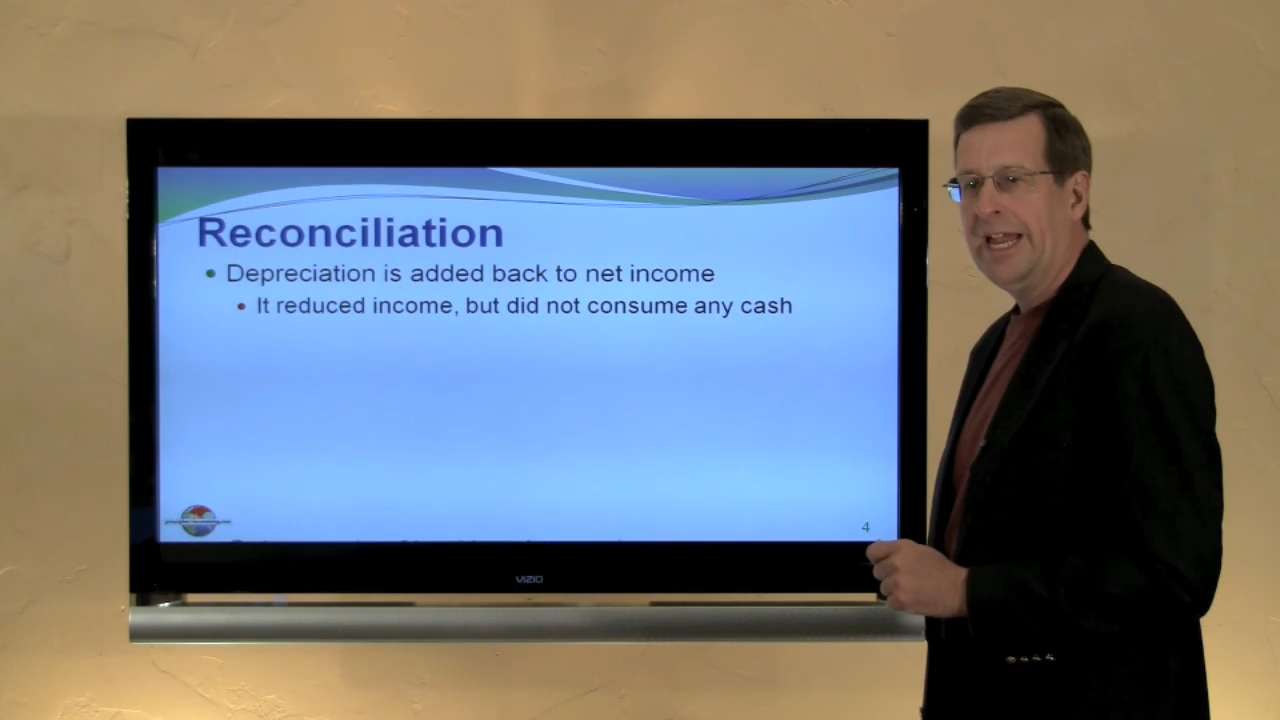 Reconciliation
Depreciation is added back to net income
It reduced income, but did not consume any cash
4
VIZIO